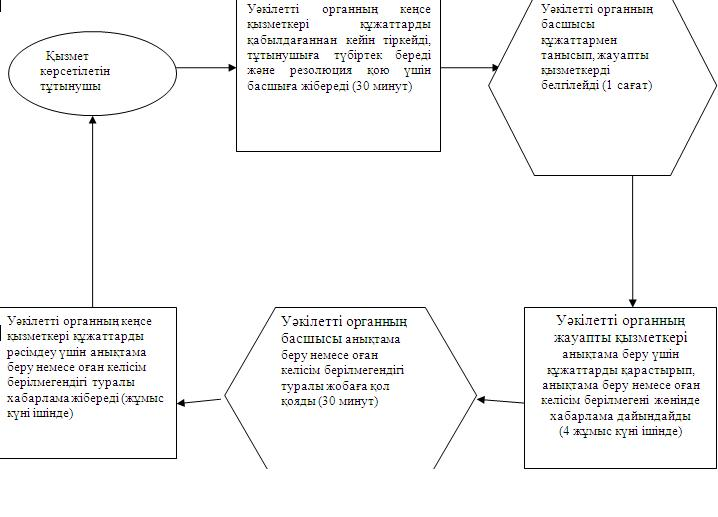 Қызмет
көрсетілетін
тұтынушы
Уәкілетті органның кеңсе
қызметкері құжаттарды
қабылдағаннан кейін тіркейді,
тұтынушыға түбіртек береді
және резолюция қою үшін
басшыға жібереді (30 минут)
Уәкілетті органның
басшысы
құжаттармен
танысып, жауапты
қызметкерді
белгілейді (1 сағат)
Уәкілетті органның
жауапты қызметкері
анықтама беру үшін
құжаттарды қарастырып,
анықтама беру немесе оған
келісім берілмегені жөнінде
хабарлама дайындайды
(4 жұмыс күні ішінде)
Уәкілетті органның
басшысы анықтама
беру немесе оған
келісім берілмегендігі
туралы жобаға қол
қояды (30 минут)
Уәкілетті органның кеңсе
қызметкері құжаттарды
рәсімдеу үшін анықтама
беру немесе оған келісім
берілмегендігі туралы
хабарлама жібереді (жұмыс
күні ішінде)